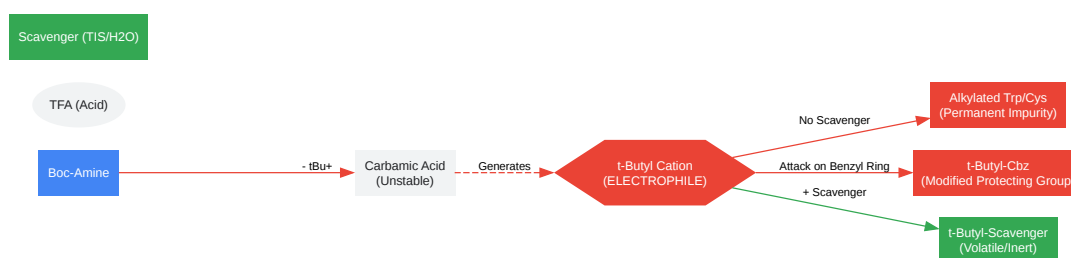 Scavenger (TIS/H2O)
TFA (Acid)
Boc-Amine
- tBu+
Carbamic Acid
(Unstable)
Generates
t-Butyl Cation
(ELECTROPHILE)
No Scavenger
Attack on Benzyl Ring
+ Scavenger
Alkylated Trp/Cys
(Permanent Impurity)
t-Butyl-Cbz
(Modified Protecting Group
t-Butyl-Scavenger
(Volatile/Inert)